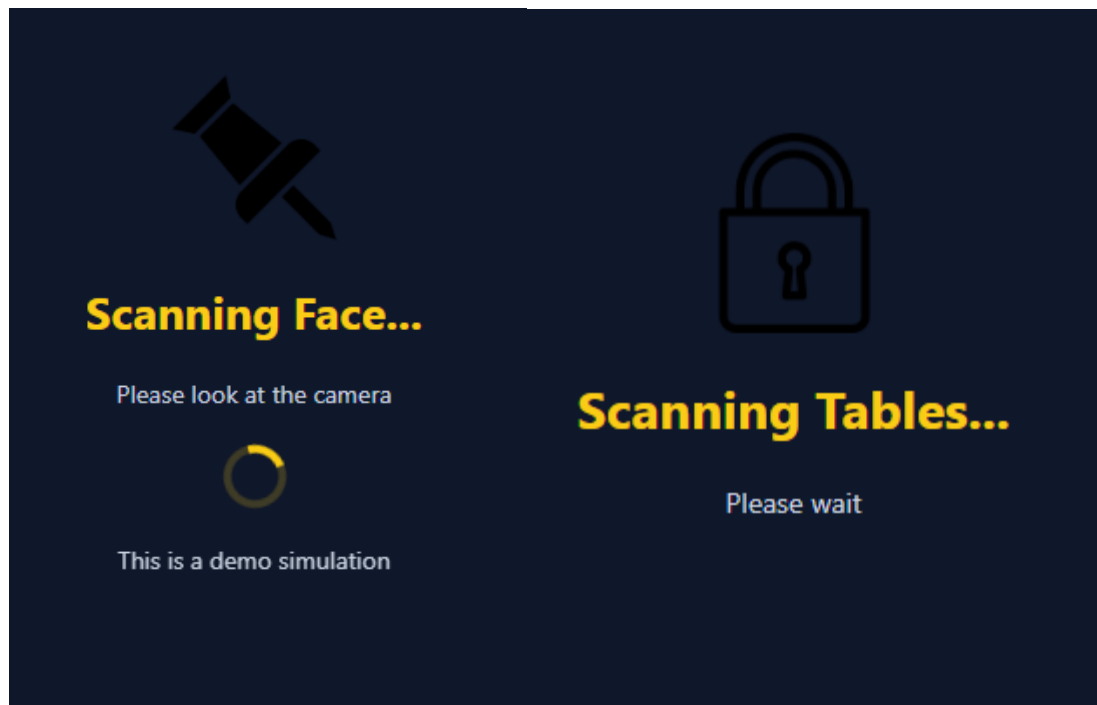 Scanning Face...
Please look at the camera
This is a demo simulation
Scanning Tables...
Please wait